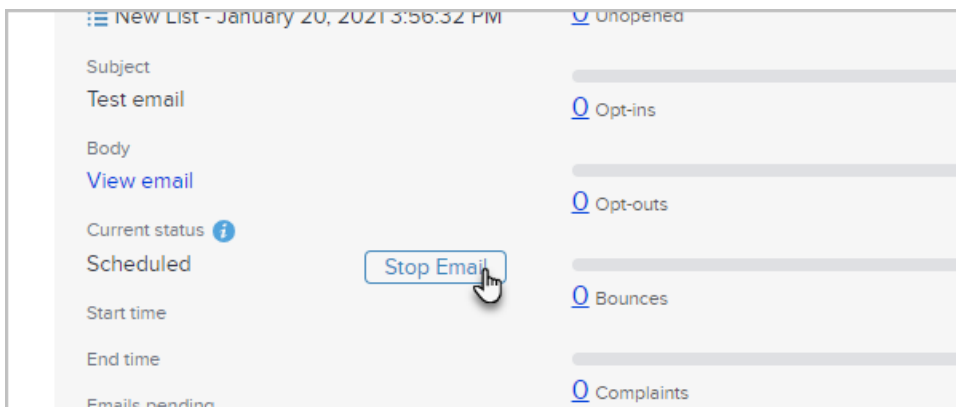 New List - January 20, 2021 3:56:32 PM
Subject
Test email
Body
View email
Current status
Scheduled
Stop Email
Start time
End time
Emails pending
0 Unopened
0 Opt-ins
0 Opt-outs
0 Bounces
0 Complaints